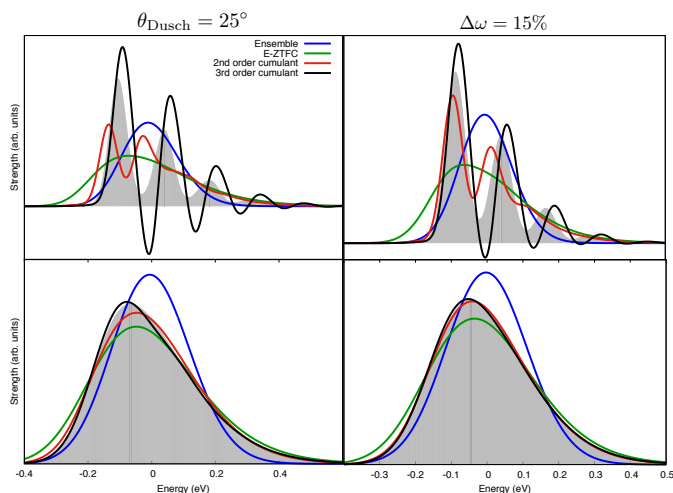 θDusch = 25°
Δω = 15%
Ensemble
E-ZTFC
2nd order cumulant
3rd order cumulant
Strength (arb. units)
Strength (arb. units)
-0.4 -0.2 0 0.2 0.4
-0.3 -0.2 -0.1 0 0.1 0.2 0.3 0.4 0.5
Energy (eV)
Energy (eV)